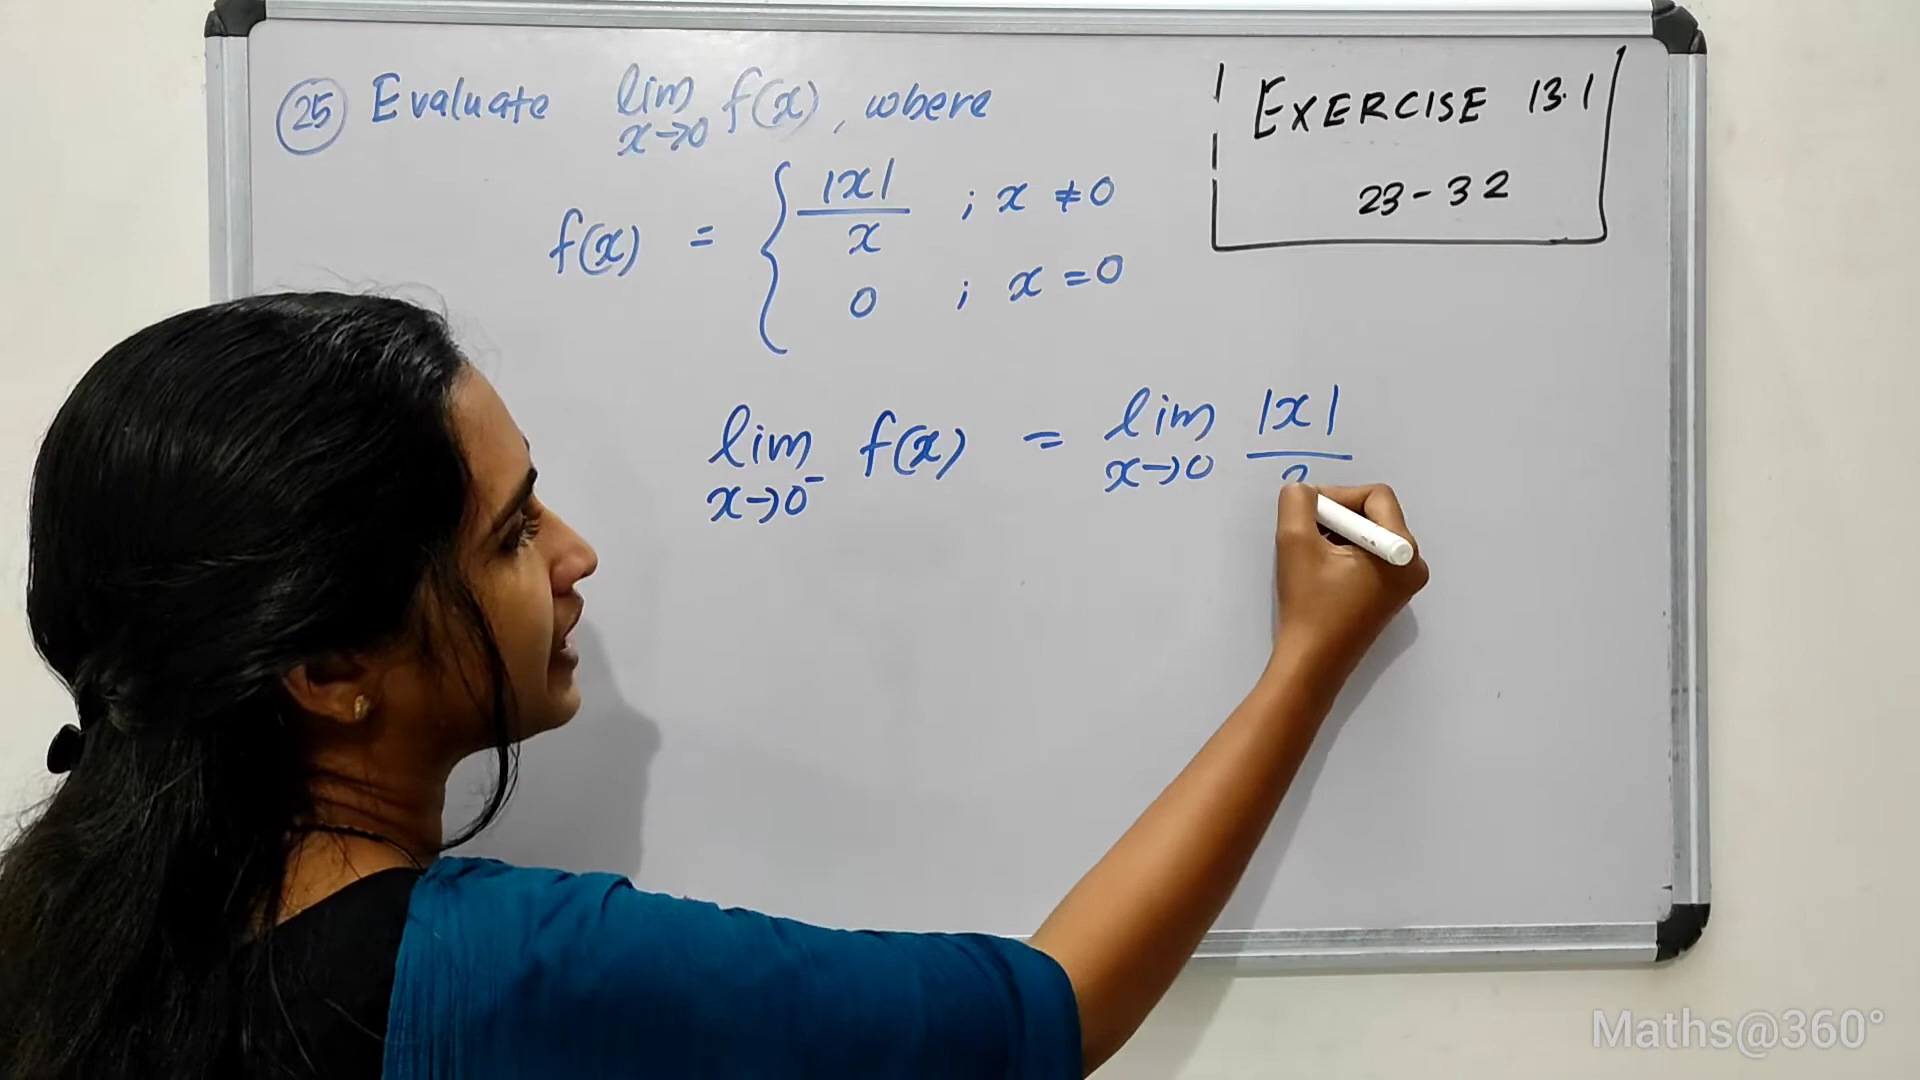 25 Evaluate lim x→0 f(x), where
EXERCISE 13.1
23-32
f(x) = { |x|/x ; x ≠ 0
0 ; x = 0
lim x→0⁻ f(x) = lim x→0 |x|
Maths@360°